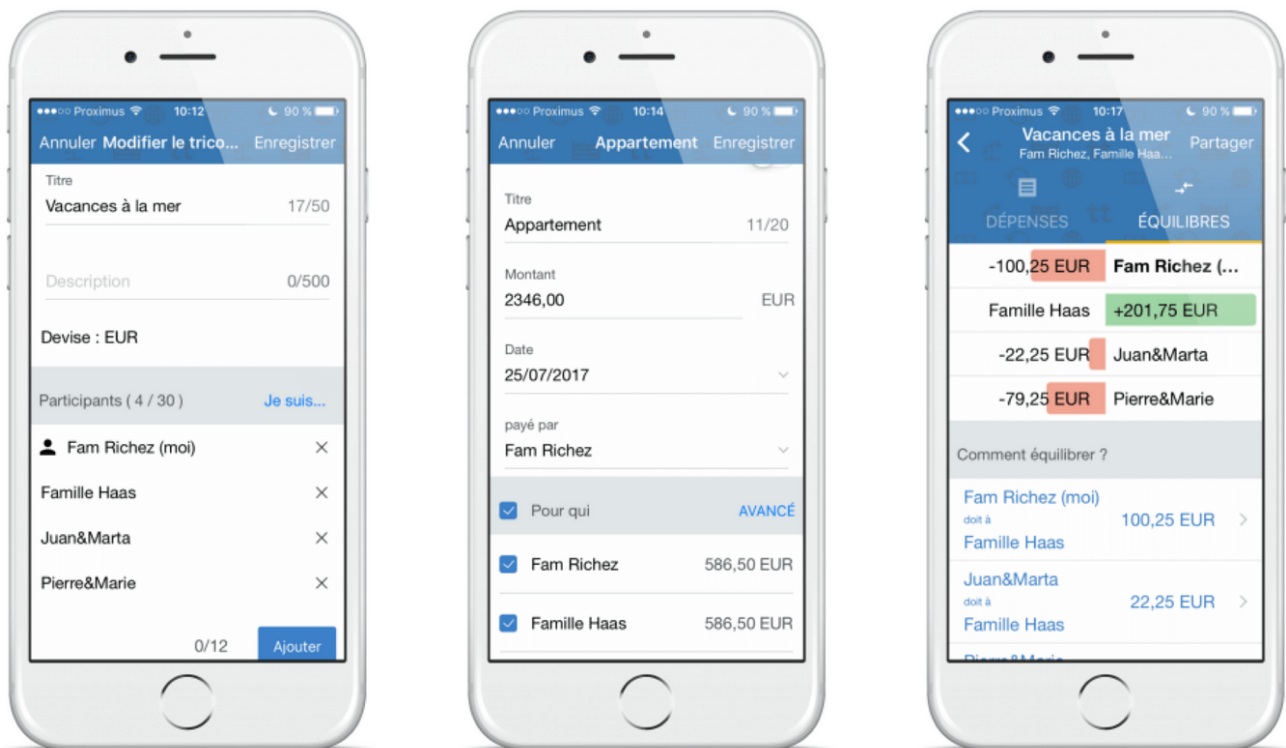 Proximus 10:12 90 %
Annuler Modifier le trico... Enregistrer
Titre
Vacances à la mer 17/50
Description 0/500
Devise : EUR
Participants ( 4 / 30 ) Je suis...
Fam Richez (moi)
Famille Haas
Juan&Marta
Pierre&Marie
0/12 Ajouter
Proximus 10:14 90 %
Annuler Appartement Enregistrer
Titre
Appartement 11/20
Montant
2346,00 EUR
Date
25/07/2017
payé par
Fam Richez
Pour qui AVANCÉ
Fam Richez 586,50 EUR
Famille Haas 586,50 EUR
Proximus 10:17 90 %
Vacances à la mer Partager
Fam Richez, Famille Haa...
DÉPENSES ÉQUILIBRES
-100,25 EUR Fam Richez (...
Famille Haas +201,75 EUR
-22,25 EUR Juan&Marta
-79,25 EUR Pierre&Marie
Comment équilibrer ?
Fam Richez (moi)
doit à 100,25 EUR
Famille Haas
Juan&Marta
doit à 22,25 EUR
Famille Haas
Pierre&Marie